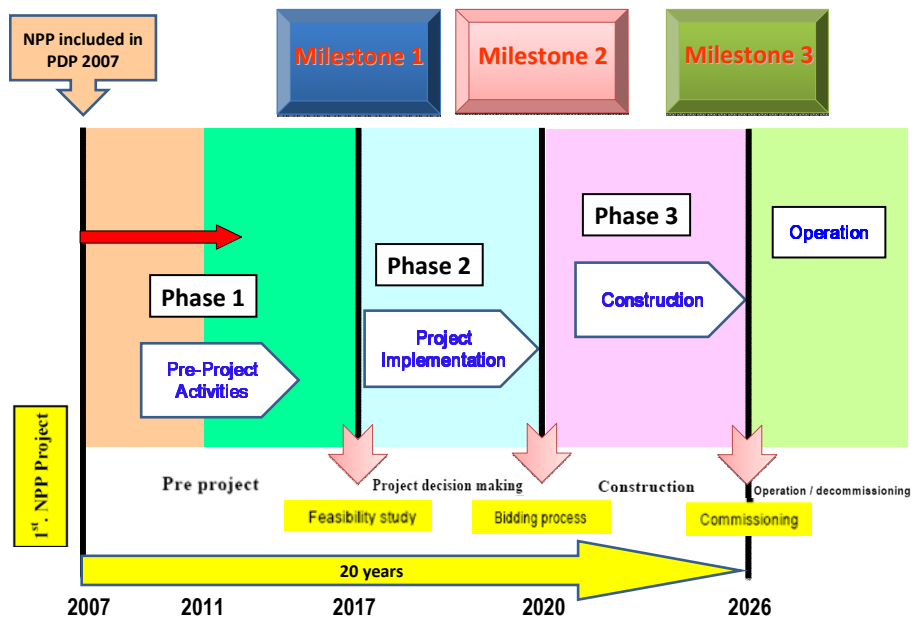 NPP included in
PDP 2007
Milestone 1
Milestone 2
Milestone 3
Phase 1
Pre-Project
Activities
Phase 2
Project
Implementation
Phase 3
Construction
Operation
1st. NPP Project
Pre project
Project decision making
Construction
Operation / decommissioning
Feasibility study
Bidding process
Commissioning
20 years
2007
2011
2017
2020
2026